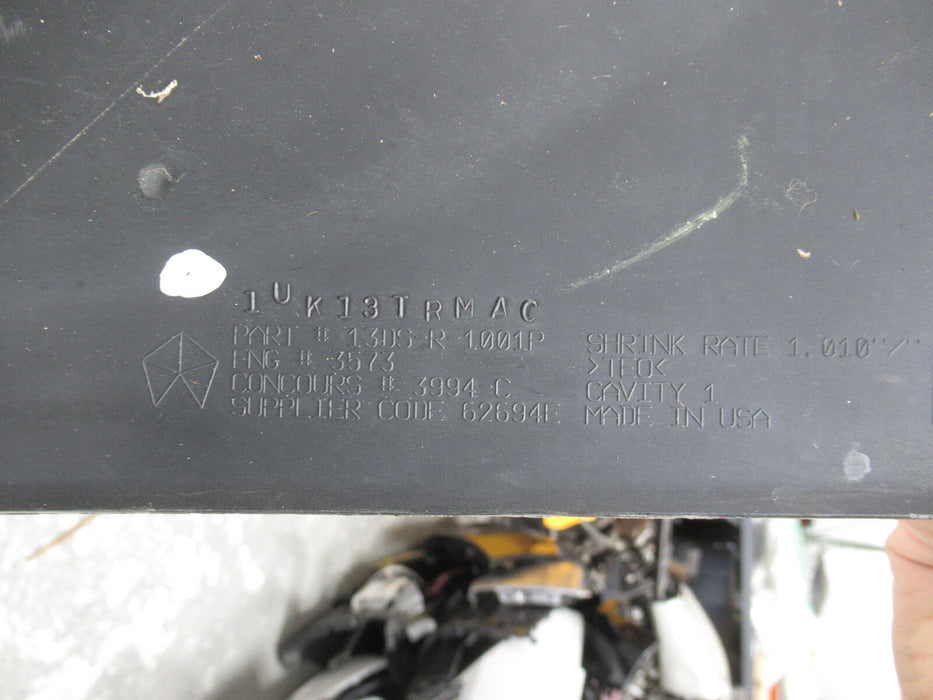 1UK13TRMAC
PART # 13DS-R-1001P
ENG # 3573
CONCOURS # 3994-C
SUPPLIER CODE 62694E
SHRINK RATE 1.010"/"
>TEO<
CAVITY 1
MADE IN USA